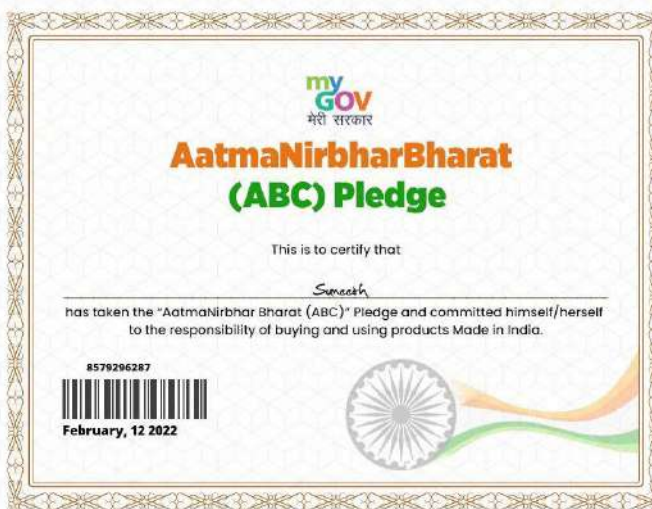 my
GOV
मेरी सरकार
AatmaNirbharBharat
(ABC) Pledge
This is to certify that
has taken the "AatmaNirbhar Bharat (ABC)" Pledge and committed himself/herself
to the responsibility of buying and using products Made in India.
8579296287
February, 12 2022